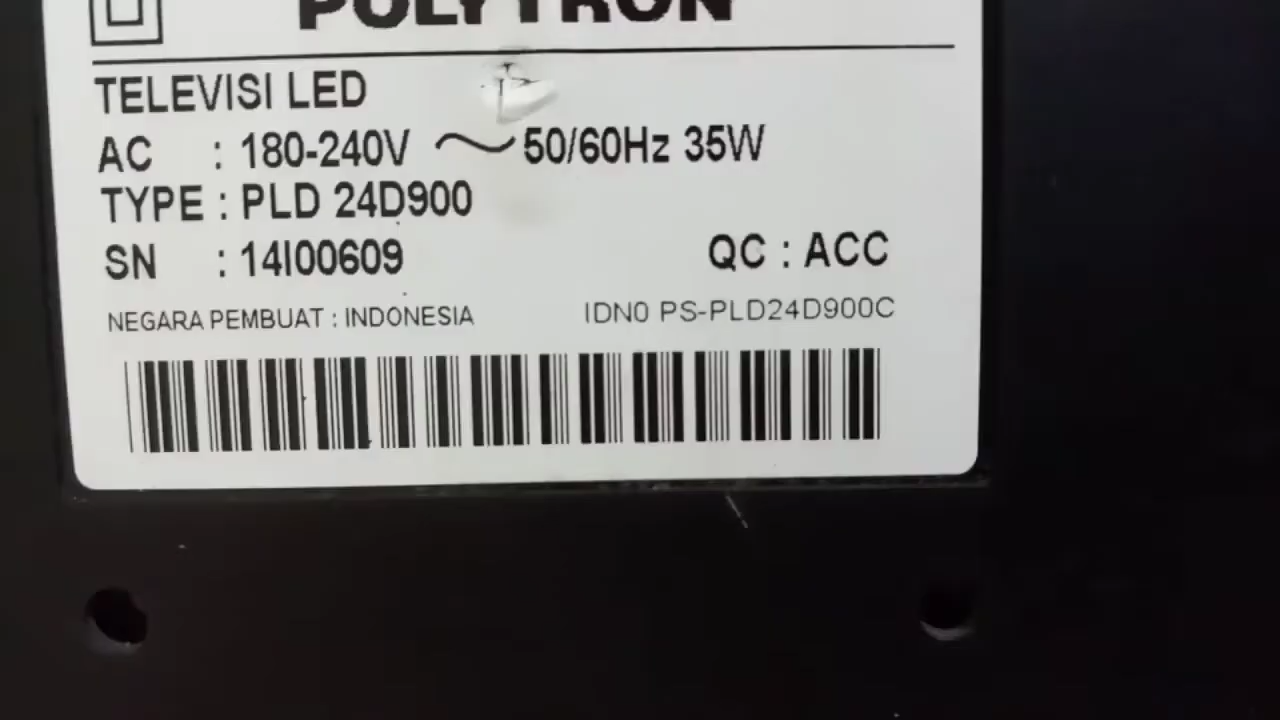 POLYTRON
TELEVISI LED
AC : 180-240V ~ 50/60Hz 35W
TYPE : PLD 24D900
SN : 14I00609
QC : ACC
NEGARA PEMBUAT : INDONESIA
IDN0 PS-PLD24D900C